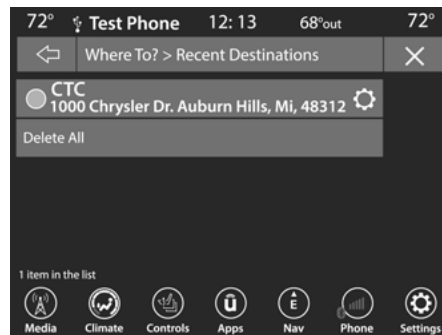 72° Test Phone 12:13 68°out 72°
Where To? > Recent Destinations
CTC
1000 Chrysler Dr. Auburn Hills, Mi, 48312
Delete All
1 item in the list
û E
Media Climate Controls Apps Nav Phone Settings